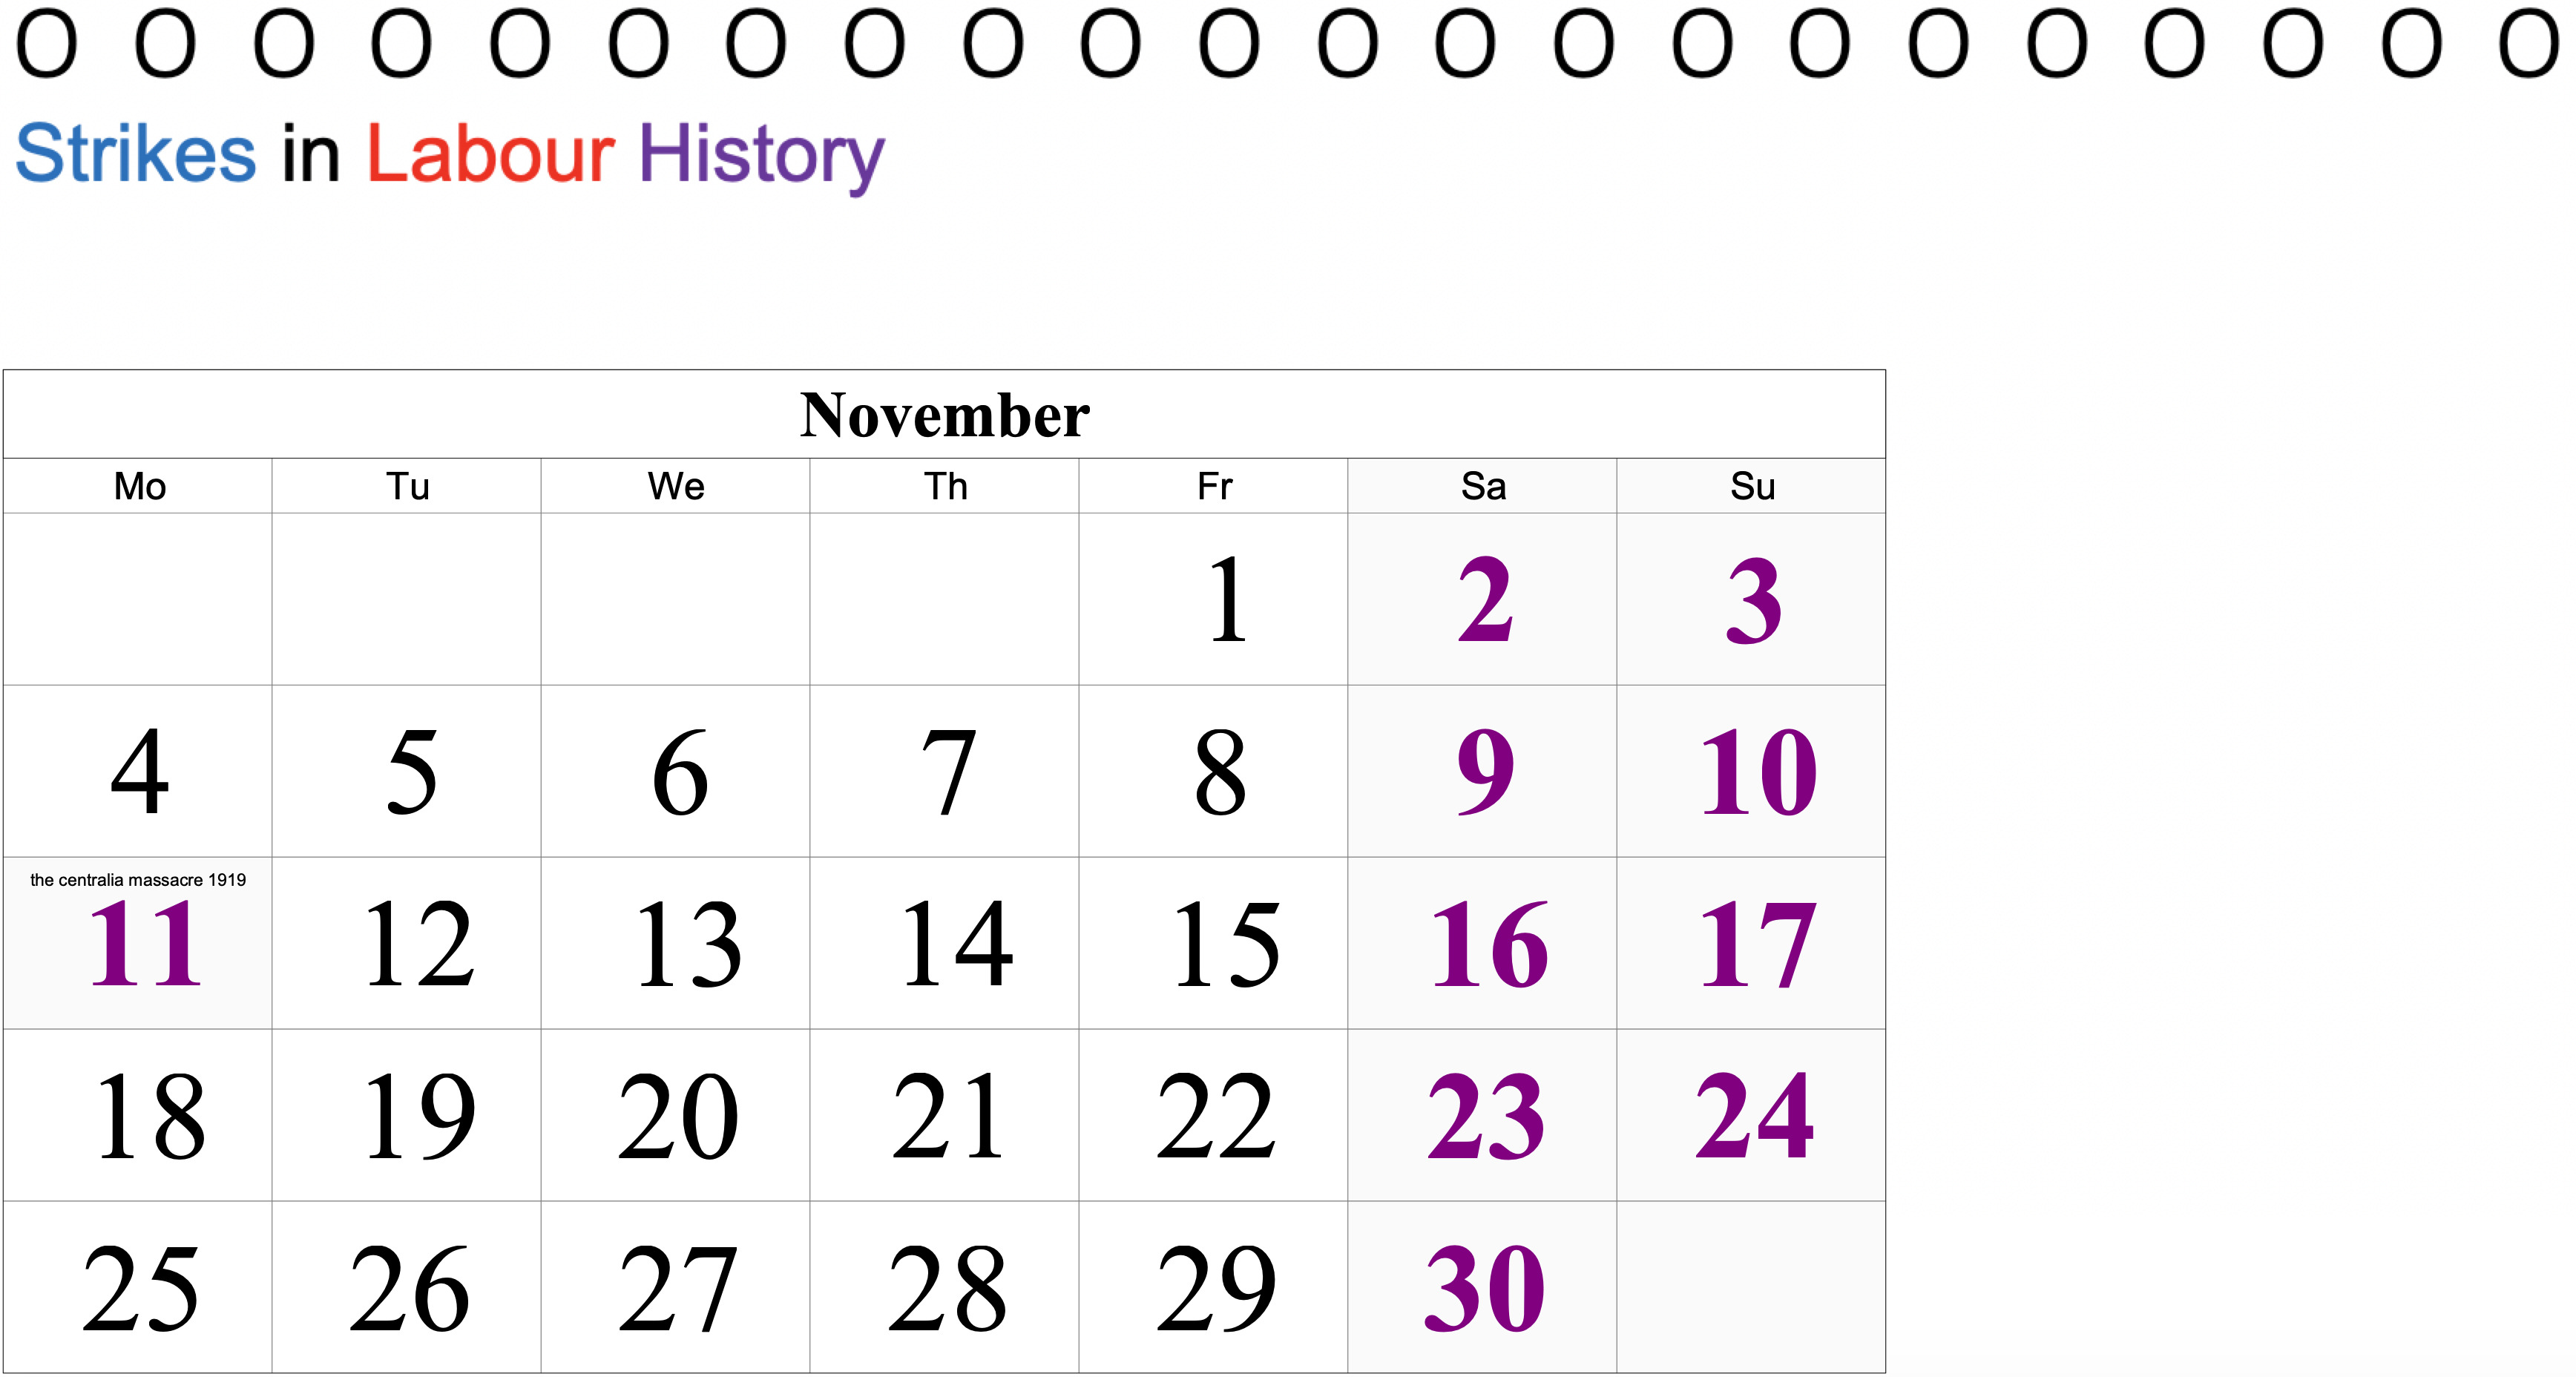 O O O O O O O O O O O O O O O O O O O O O O
Strikes in Labour History
November
Mo Tu We Th Fr Sa Su
1 2 3
4 5 6 7 8 9 10
the centralia massacre 1919
11 12 13 14 15 16 17
18 19 20 21 22 23 24
25 26 27 28 29 30